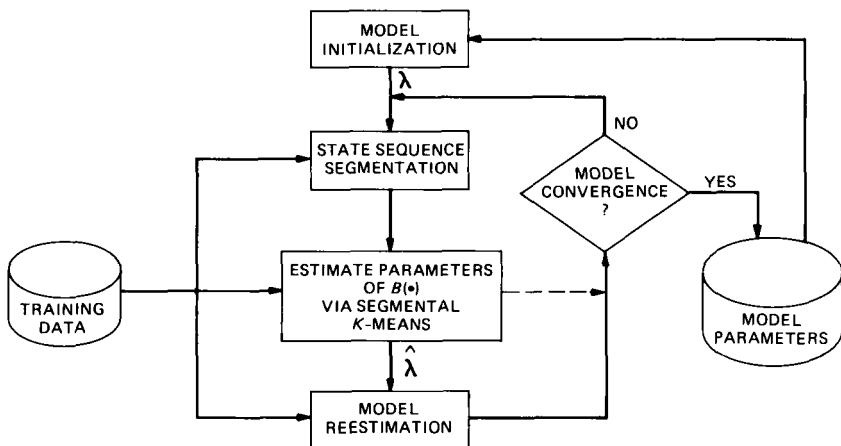 MODEL
INITIALIZATION
λ
NO
STATE SEQUENCE
SEGMENTATION
MODEL
CONVERGENCE
?
YES
TRAINING
DATA
ESTIMATE PARAMETERS
OF B(•)
VIA SEGMENTAL
K-MEANS
MODEL
PARAMETERS
λ̂
MODEL
REESTIMATION